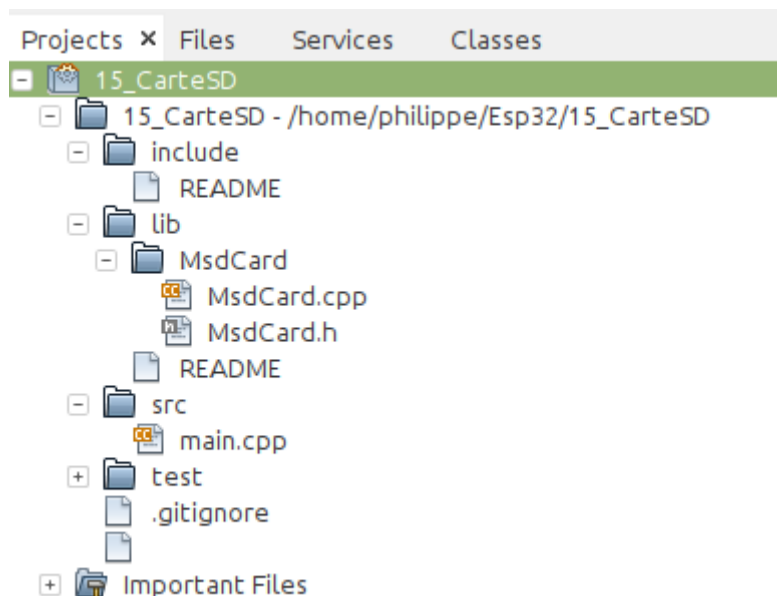 Projects × Files Services Classes
15_CarteSD
15_CarteSD - /home/philippe/Esp32/15_CarteSD
include
README
lib
MsdCard
MsdCard.cpp
MsdCard.h
README
src
main.cpp
test
.gitignore
Important Files